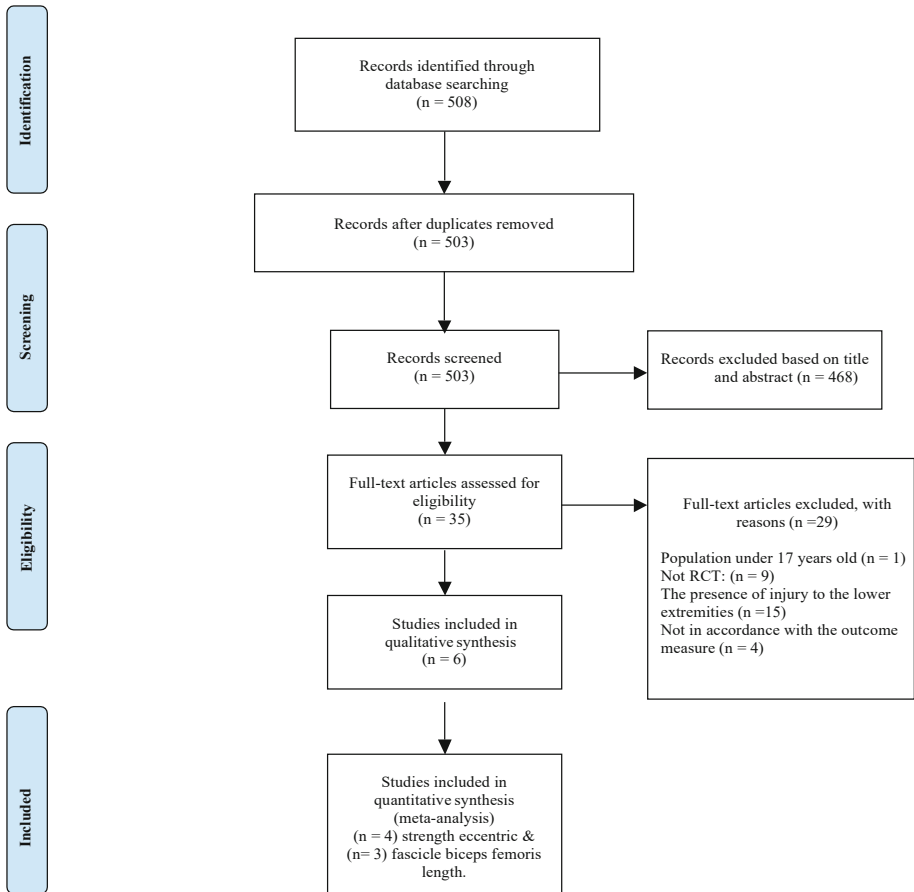 Identification
Records identified through
database searching
(n = 508)
Records after duplicates removed
(n = 503)
Screening
Records screened
(n = 503)
Records excluded based on title
and abstract (n = 468)
Eligibility
Full-text articles assessed for
eligibility
(n = 35)
Full-text articles excluded, with
reasons (n =29)
Population under 17 years old (n = 1)
Not RCT: (n = 9)
The presence of injury to the lower
extremities (n =15)
Not in accordance with the outcome
measure (n = 4)
Studies included in
qualitative synthesis
(n = 6)
Included
Studies included in
quantitative synthesis
(meta-analysis)
(n = 4) strength eccentric &
(n= 3) fascicle biceps femoris
length.